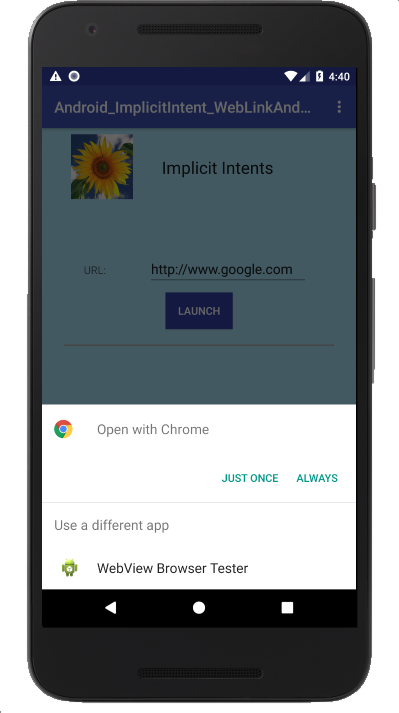 4:40
Android_ImplicitIntent_WebLinkAnd...
Implicit Intents
URL:
http://www.google.com
LAUNCH
Open with Chrome
JUST ONCE
ALWAYS
Use a different app
WebView Browser Tester